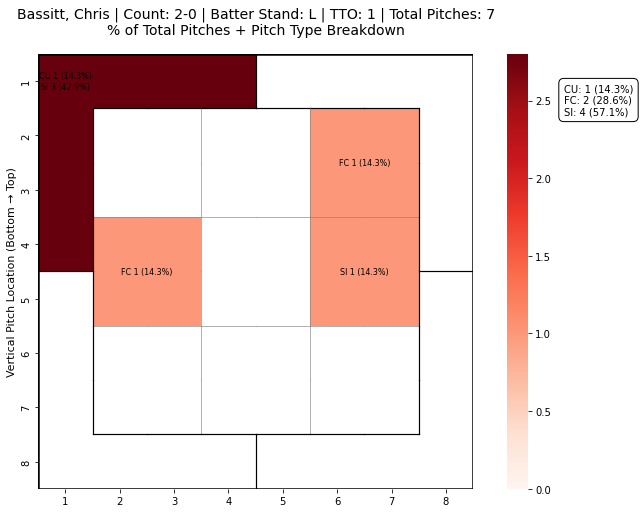 Bassitt, Chris | Count: 2-0 | Batter Stand: L | TTO: 1 | Total Pitches: 7
% of Total Pitches + Pitch Type Breakdown
CU 1 (14.3%)
SI 3 (42.9%)
FC 1 (14.3%)
FC 1 (14.3%)
SI 1 (14.3%)
Vertical Pitch Location (Bottom → Top)
1
2
3
4
5
6
7
8
1 2 3 4 5 6 7 8
2.5
2.0
1.5
1.0
0.5
0.0
CU: 1 (14.3%)
FC: 2 (28.6%)
SI: 4 (57.1%)